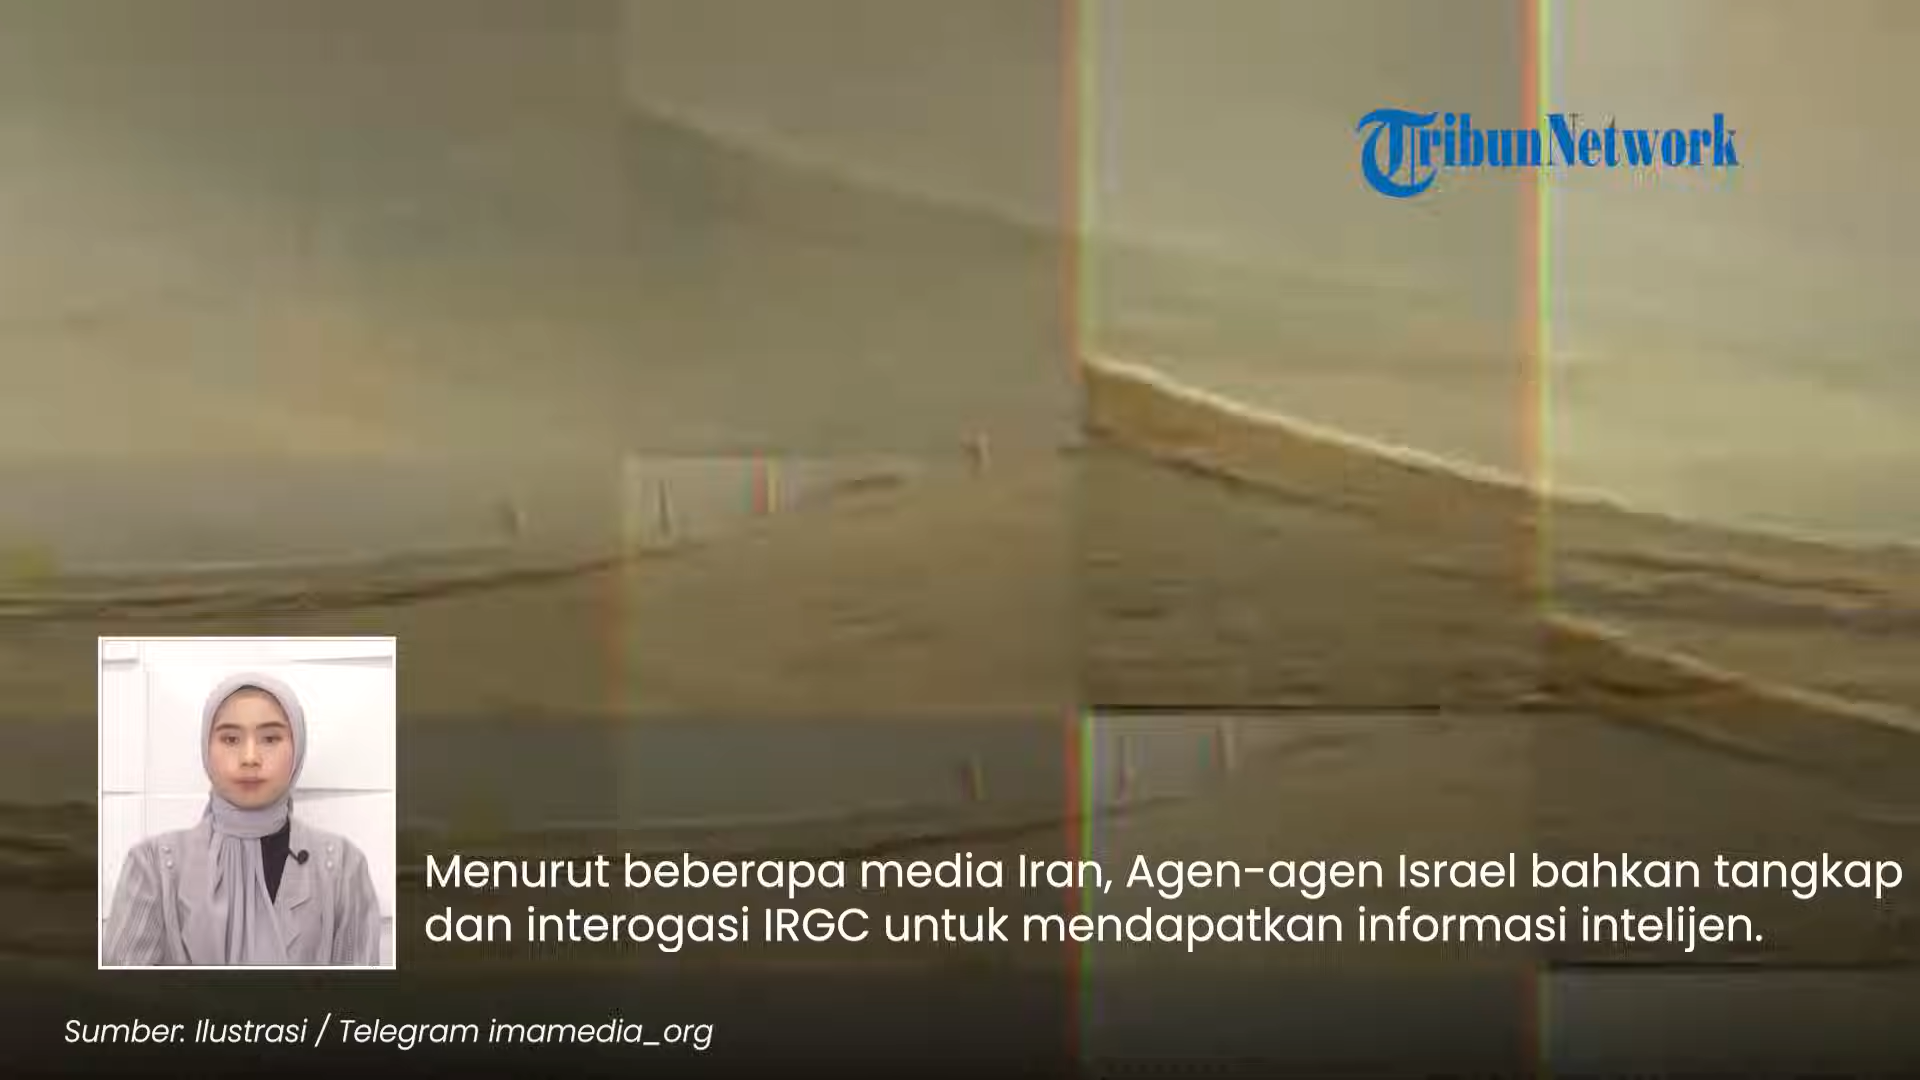 TribunNetwork
Menurut beberapa media Iran, Agen-agen Israel bahkan tangkap
dan interogasi IRGC untuk mendapatkan informasi intelijen.
Sumber: Ilustrasi / Telegram imamedia_org